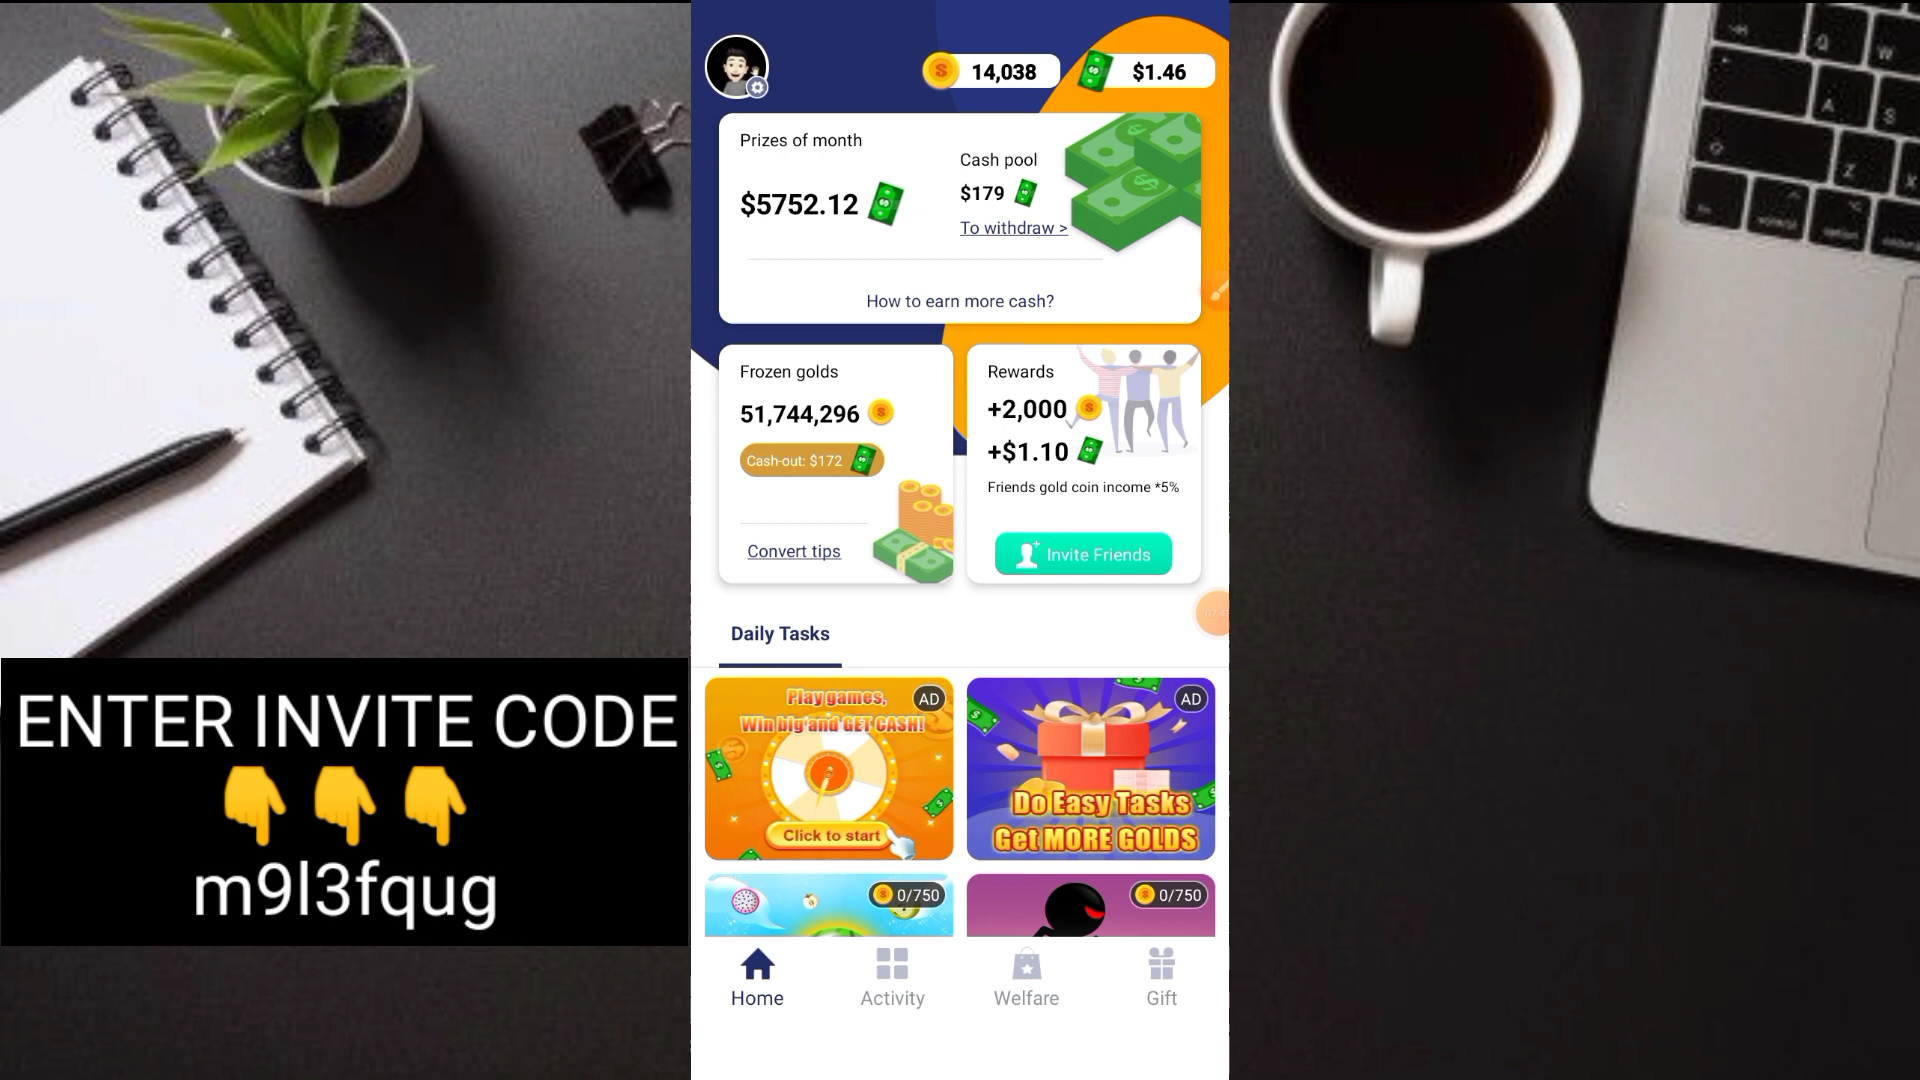 14,038
$1.46
Prizes of month
$5752.12
Cash pool
$179
To withdraw >
How to earn more cash?
Frozen golds
51,744,296
Cash-out: $172
Convert tips
Rewards
+2,000
+$1.10
Friends gold coin income *5%
Invite Friends
Daily Tasks
Play games,
Win big and GET CASH!
AD
Click to start
AD
Do Easy Tasks
Get MORE GOLDS
0/750
0/750
Home
Activity
Welfare
Gift
ENTER INVITE CODE
👇👇👇
m9l3fqug
Q
W
A
S
Z
X